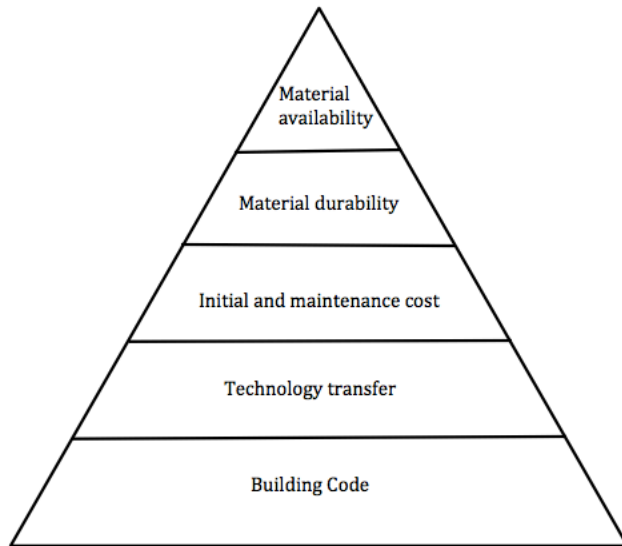 Material
availability
Material durability
Initial and maintenance cost
Technology transfer
Building Code